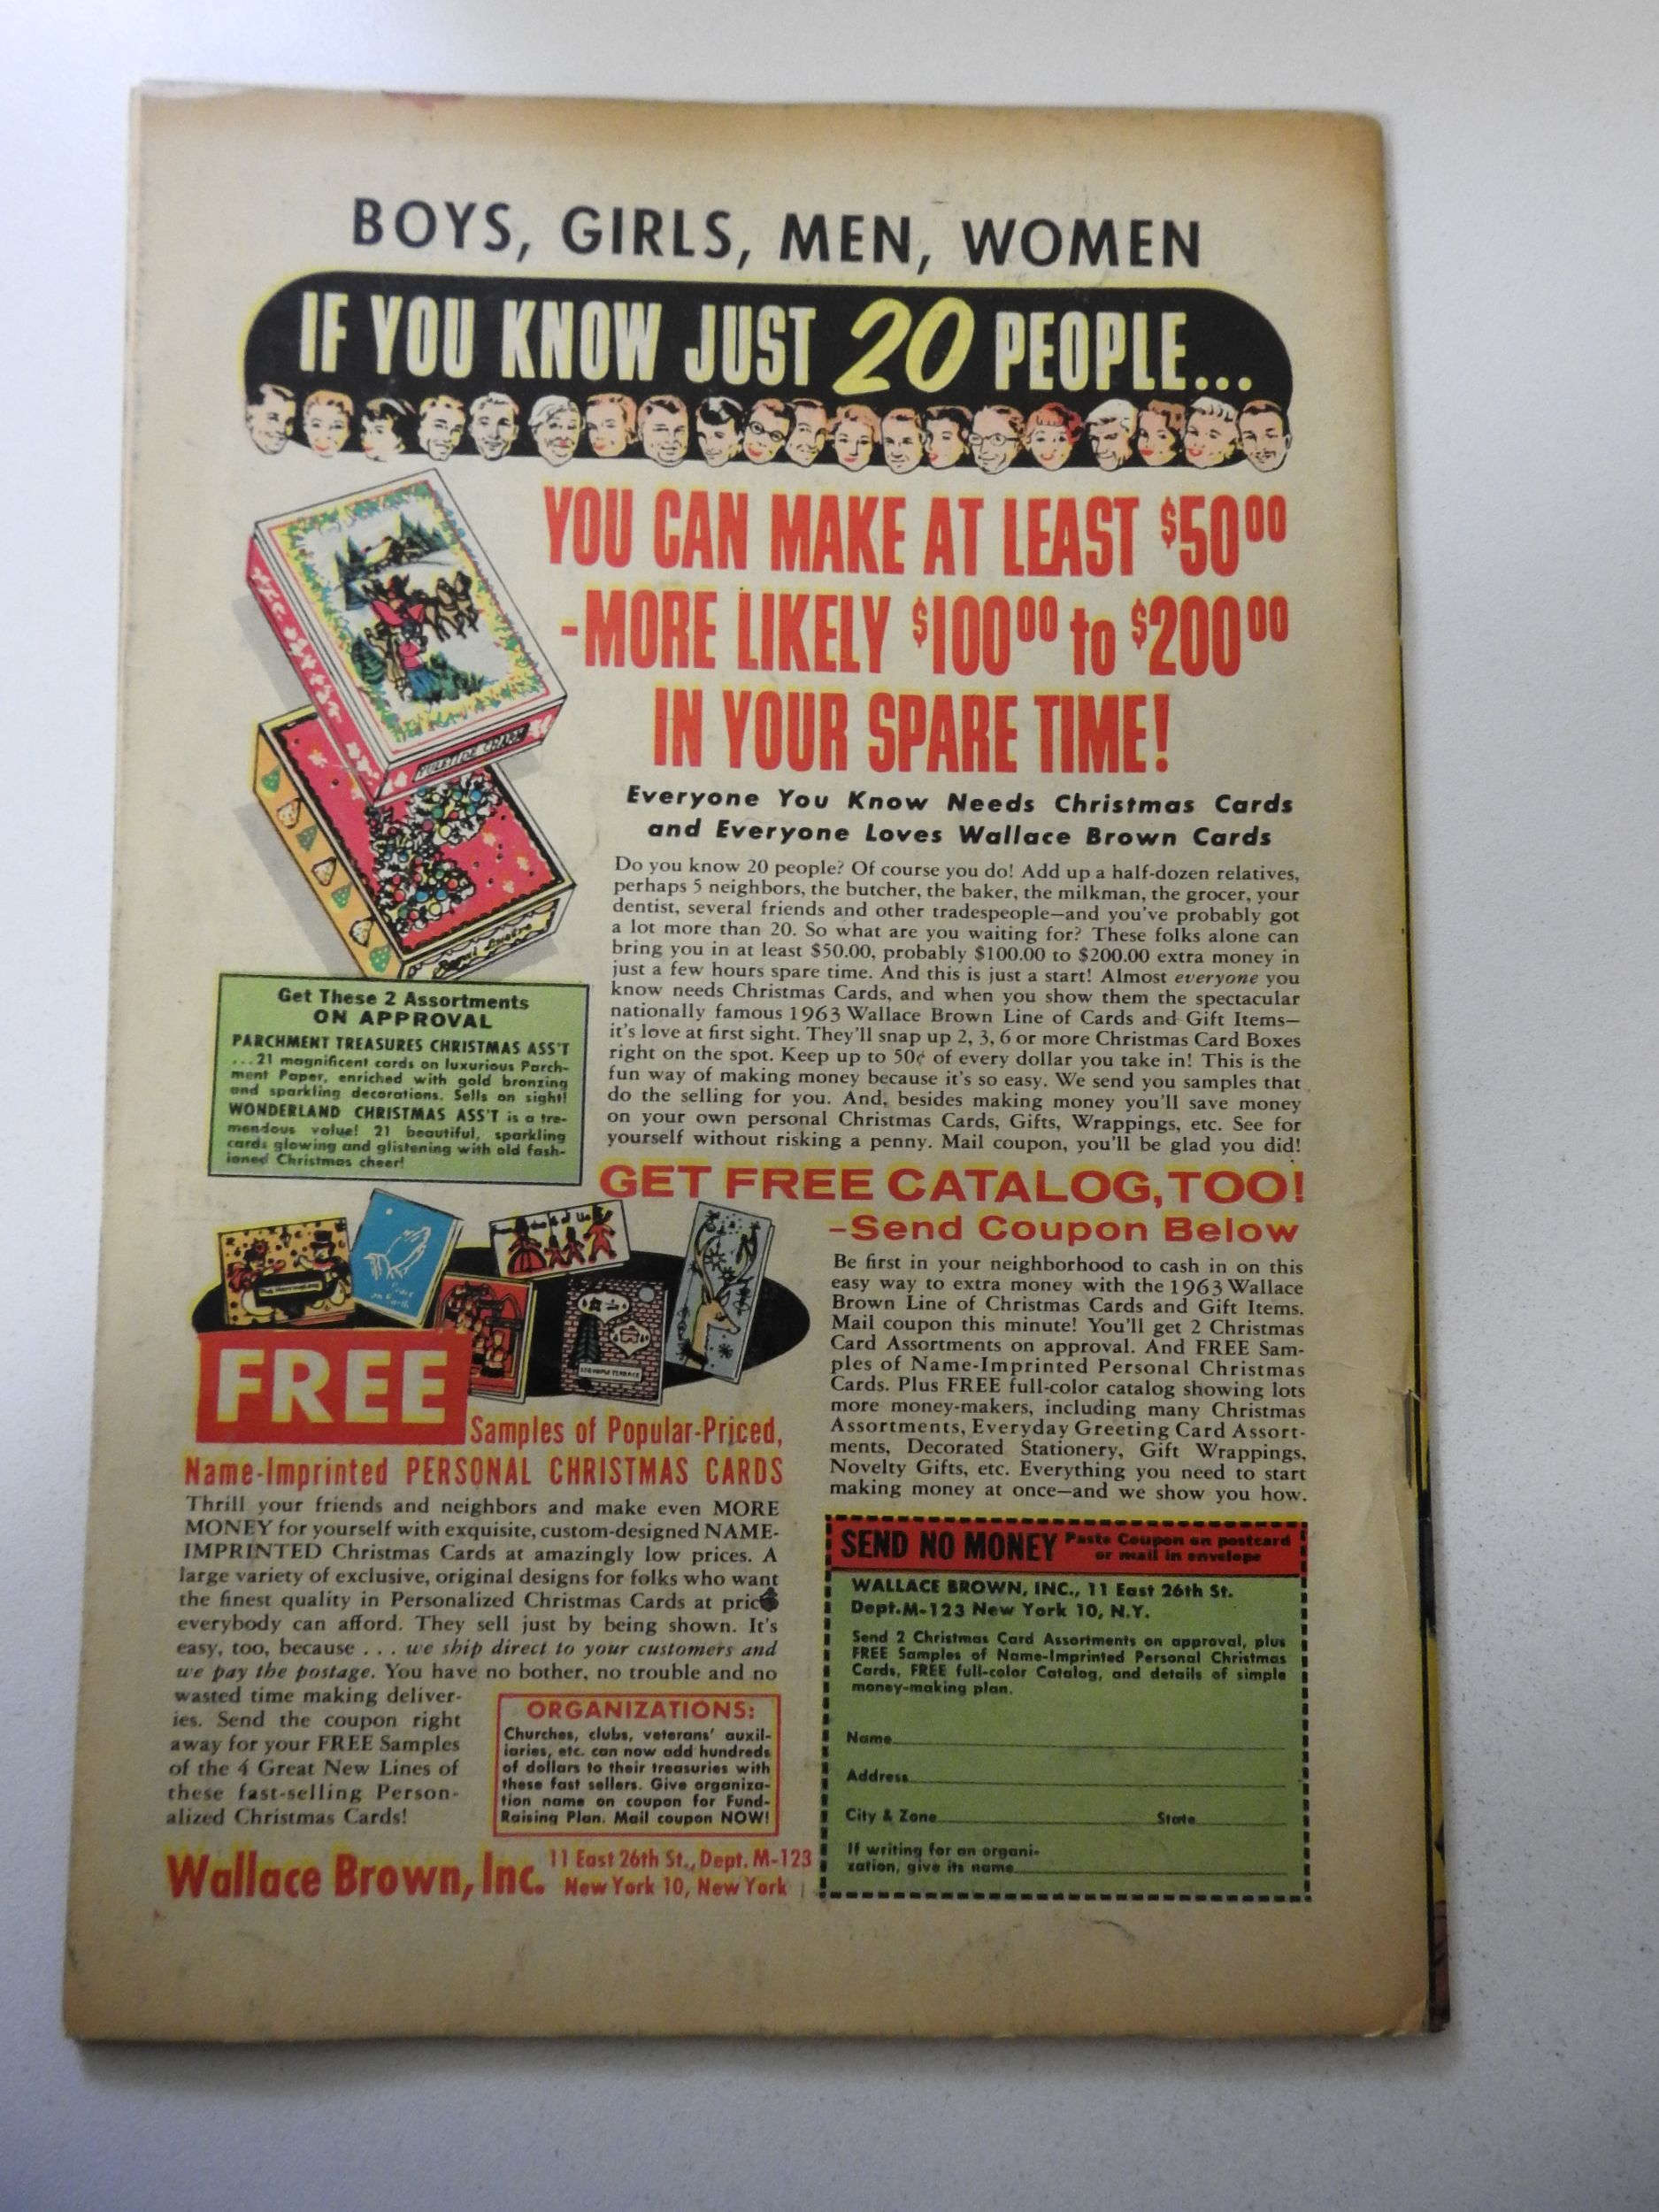 BOYS, GIRLS, MEN, WOMEN
IF YOU KNOW JUST 20 PEOPLE...
YOU CAN MAKE AT LEAST $50.00
-MORE LIKELY $100.00 to $200.00
IN YOUR SPARE TIME!
YULETIDE CHARM
Everyone You Know Needs Christmas Cards
and Everyone Loves Wallace Brown Cards
Do you know 20 people? Of course you do! Add up a half-dozen relatives,
perhaps 5 neighbors, the butcher, the baker, the milkman, the grocer, your
dentist, several friends and other tradespeople—and you've probably got
a lot more than 20. So what are you waiting for? These folks alone can
bring you in at least $50.00, probably $100.00 to $200.00 extra money in
just a few hours spare time. And this is just a start! Almost everyone you
know needs Christmas Cards, and when you show them the spectacular
nationally famous 1963 Wallace Brown Line of Cards and Gift Items—
it's love at first sight. They'll snap up 2, 3, 6 or more Christmas Card Boxes
right on the spot. Keep up to 50¢ of every dollar you take in! This is the
fun way of making money because it's so easy. We send you samples that
do the selling for you. And, besides making money you'll save money
on your own personal Christmas Cards, Gifts, Wrappings, etc. See for
yourself without risking a penny. Mail coupon, you'll be glad you did!
Get These 2 Assortments
ON APPROVAL
PARCHMENT TREASURES CHRISTMAS ASS'T
...21 magnificent cards on luxurious Parch-
ment Paper, enriched with gold bronzing
and sparkling decorations. Sells on sight!
WONDERLAND CHRISTMAS ASS'T is a tre-
mendous value! 21 beautiful, sparkling
cards glowing and glistening with old fash-
ioned Christmas cheer!
GET FREE CATALOG, TOO!
–Send Coupon Below
Be first in your neighborhood to cash in on this
easy way to extra money with the 1963 Wallace
Brown Line of Christmas Cards and Gift Items.
Mail coupon this minute! You'll get 2 Christmas
Card Assortments on approval. And FREE Sam-
ples of Name-Imprinted Personal Christmas
Cards. Plus FREE full-color catalog showing lots
more money-makers, including many Christmas
Assortments, Everyday Greeting Card Assort-
ments, Decorated Stationery, Gift Wrappings,
Novelty Gifts, etc. Everything you need to start
making money at once—and we show you how.
FREE
Samples of Popular-Priced,
Name-Imprinted PERSONAL CHRISTMAS CARDS
Thrill your friends and neighbors and make even MORE
MONEY for yourself with exquisite, custom-designed NAME-
IMPRINTED Christmas Cards at amazingly low prices. A
large variety of exclusive, original designs for folks who want
the finest quality in Personalized Christmas Cards at pric
everybody can afford. They sell just by being shown. It's
easy, too, because . . . we ship direct to your customers and
we pay the postage. You have no bother, no trouble and no
wasted time making deliver-
ies. Send the coupon right
away for your FREE Samples
of the 4 Great New Lines of
these fast-selling Person-
alized Christmas Cards!
ORGANIZATIONS:
Churches, clubs, veterans' auxil-
iaries, etc. can now add hundreds
of dollars to their treasuries with
these fast sellers. Give organiza-
tion name on coupon for Fund-
Raising Plan. Mail coupon NOW!
Wallace Brown, Inc. 11 East 26th St., Dept. M-123
New York 10, New York
SEND NO MONEY Paste Coupon on postcard
or mail in envelope
WALLACE BROWN, INC., 11 East 26th St.
Dept.M-123 New York 10, N.Y.
Send 2 Christmas Card Assortments on approval, plus
FREE Samples of Name-Imprinted Personal Christmas
Cards, FREE full-color Catalog, and details of simple
money-making plan.
Name
Address
City & Zone State
If writing for an organi-
zation, give its name